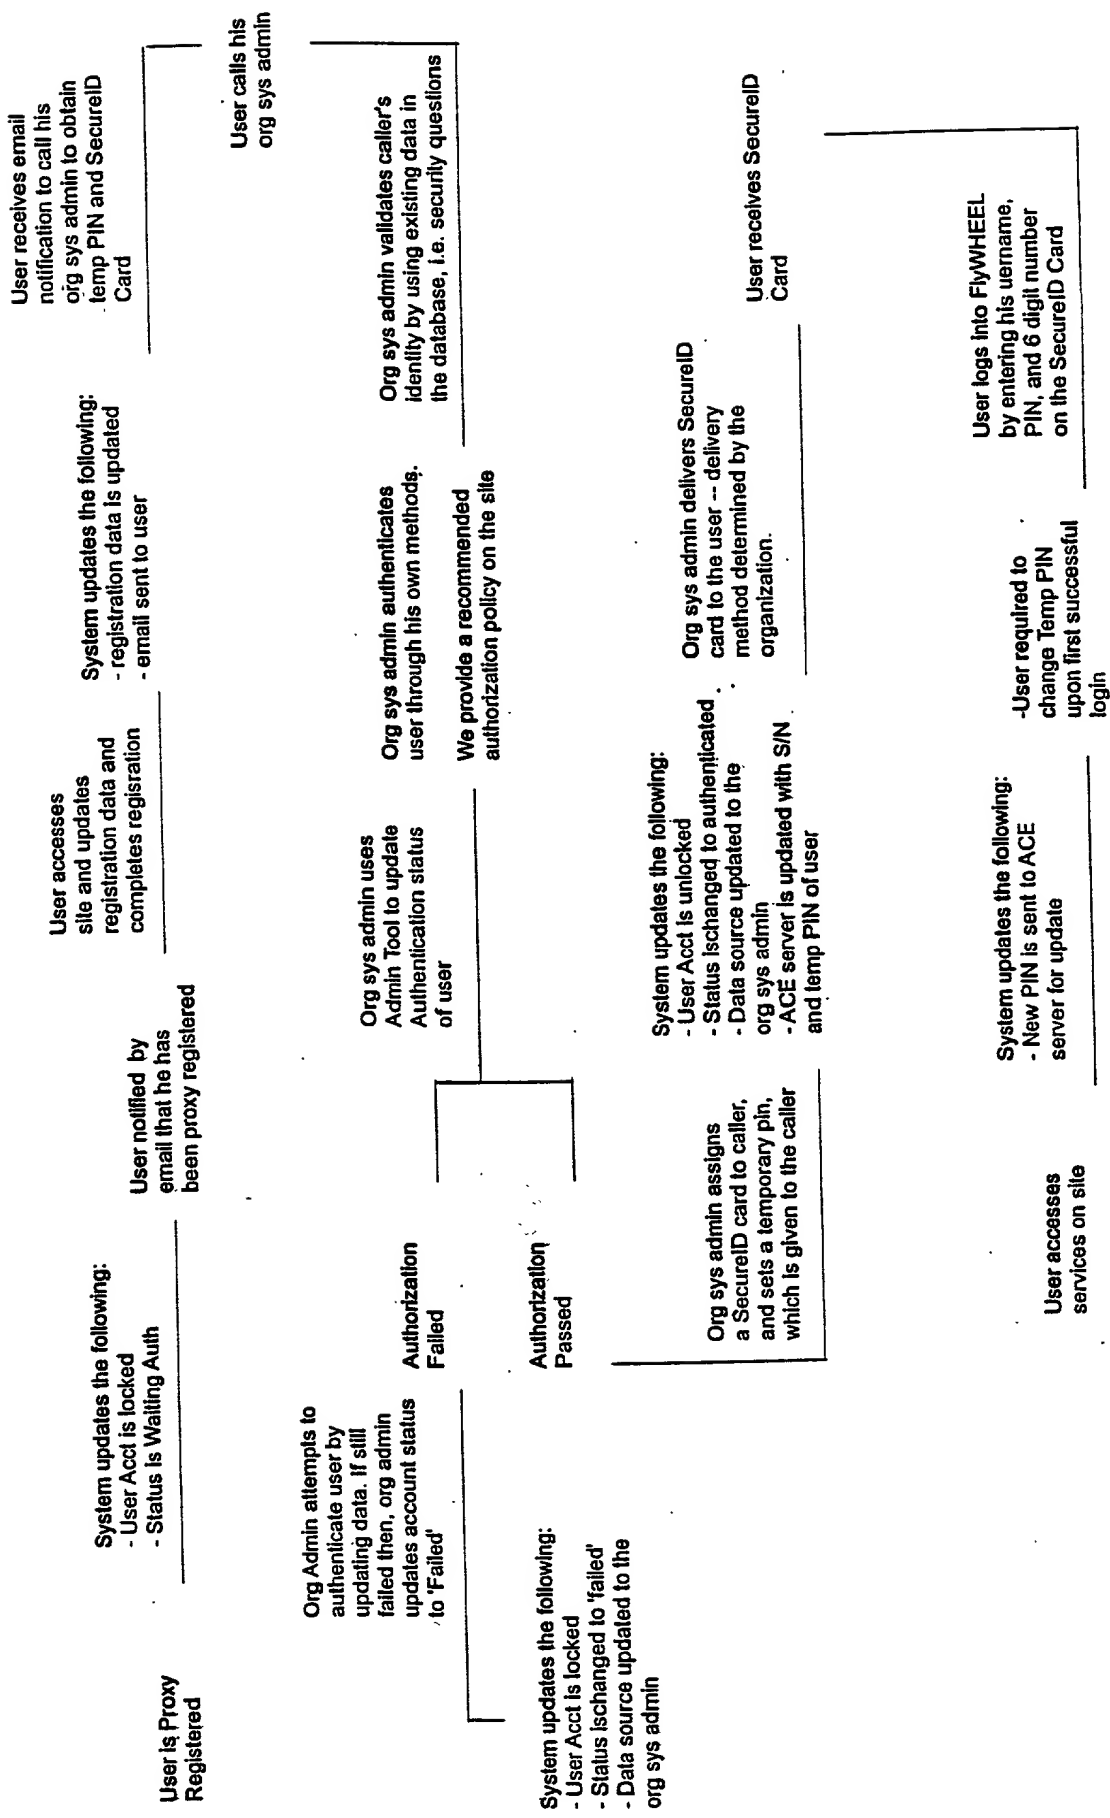 User is Proxy
Registered
System updates the following:
- User Acct is locked
- Status is Waiting Auth
User notified by
email that he has
been proxy registered
User accesses
site and updates
registration data and
completes regisration
System updates the following:
- registration data is updated
- email sent to user
User receives email
notification to call his
org sys admin to obtain
temp PIN and SecureID
Card
User calls his
org sys admin
Org sys admin validates caller's
identity by using existing data in
the database, i.e. security questions
Org sys admin authenticates
user through his own methods.
We provide a recommended
authorization policy on the site
Org sys admin uses
Admin Tool to update
Authentication status
of user
Authorization
Failed
Authorization
Passed
Org Admin attempts to
authenticate user by
updating data. If still
failed then, org admin
updates account status
to 'Failed'
System updates the following:
- User Acct is locked
- Status ischanged to 'failed'
- Data source updated to the
org sys admin
Org sys admin assigns
a SecureID card to caller,
and sets a temporary pin,
which is given to the caller
System updates the following:
- User Acct is unlocked
- Status ischanged to authenticated
- Data source updated to the
org sys admin
- ACE server is updated with S/N
and temp PIN of user
Org sys admin delivers SecureID
card to the user -- delivery
method determined by the
organization.
User receives SecureID
Card
User logs into FlyWHEEL
by entering his uername,
PIN, and 6 digit number
on the SecureID Card
-User required to
change Temp PIN
upon first successful
login
System updates the following:
- New PIN is sent to ACE
server for update
User accesses
services on site